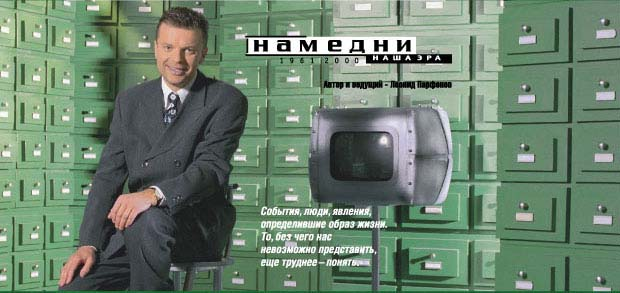 намедни
1961|2000 НАША ЭРА
Автор и ведущий - Леонид Парфенов
События, люди, явления,
определившие образ жизни.
То, без чего нас
невозможно представить,
еще труднее – понять.